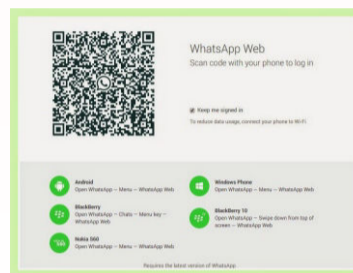 WhatsApp Web
Scan code with your phone to log in
Keep me signed in
To reduce data usage, connect your phone to Wi-Fi
Android
Open WhatsApp – Menu – WhatsApp Web
Windows Phone
Open WhatsApp – Menu – WhatsApp Web
BlackBerry
Open WhatsApp – Chats – Menu key –
WhatsApp Web
BlackBerry 10
Open WhatsApp – Swipe down from top of
screen – WhatsApp Web
Nokia S60
Open WhatsApp – Menu – WhatsApp Web
Requires the latest version of WhatsApp